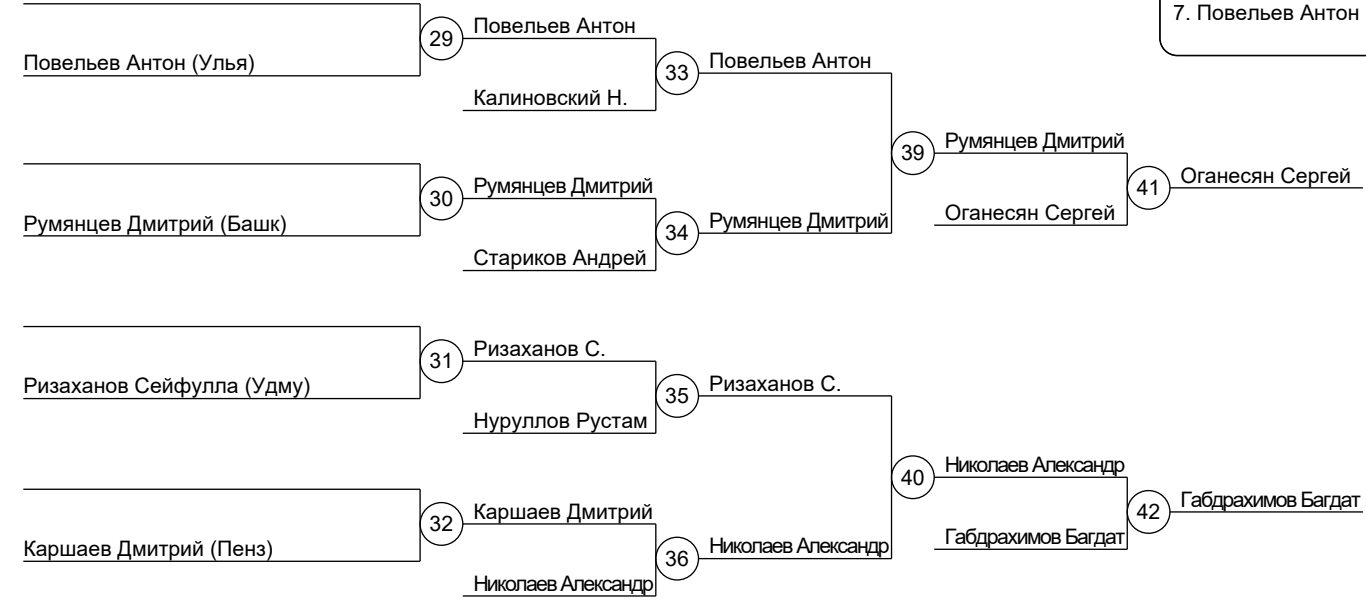 7. Повельев Антон
29
Повельев Антон
Повельев Антон (Улья)
33
Повельев Антон
Калиновский Н.
39
Румянцев Дмитрий
30
Румянцев Дмитрий
41
Оганесян Сергей
Румянцев Дмитрий (Башк)
34
Румянцев Дмитрий
Оганесян Сергей
Стариков Андрей
31
Ризаханов С.
Ризаханов Сейфулла (Удму)
35
Ризаханов С.
Нуруллов Рустам
40
Николаев Александр
32
Каршаев Дмитрий
42
Габдрахимов Багдат
Каршаев Дмитрий (Пенз)
36
Николаев Александр
Габдрахимов Багдат
Николаев Александр